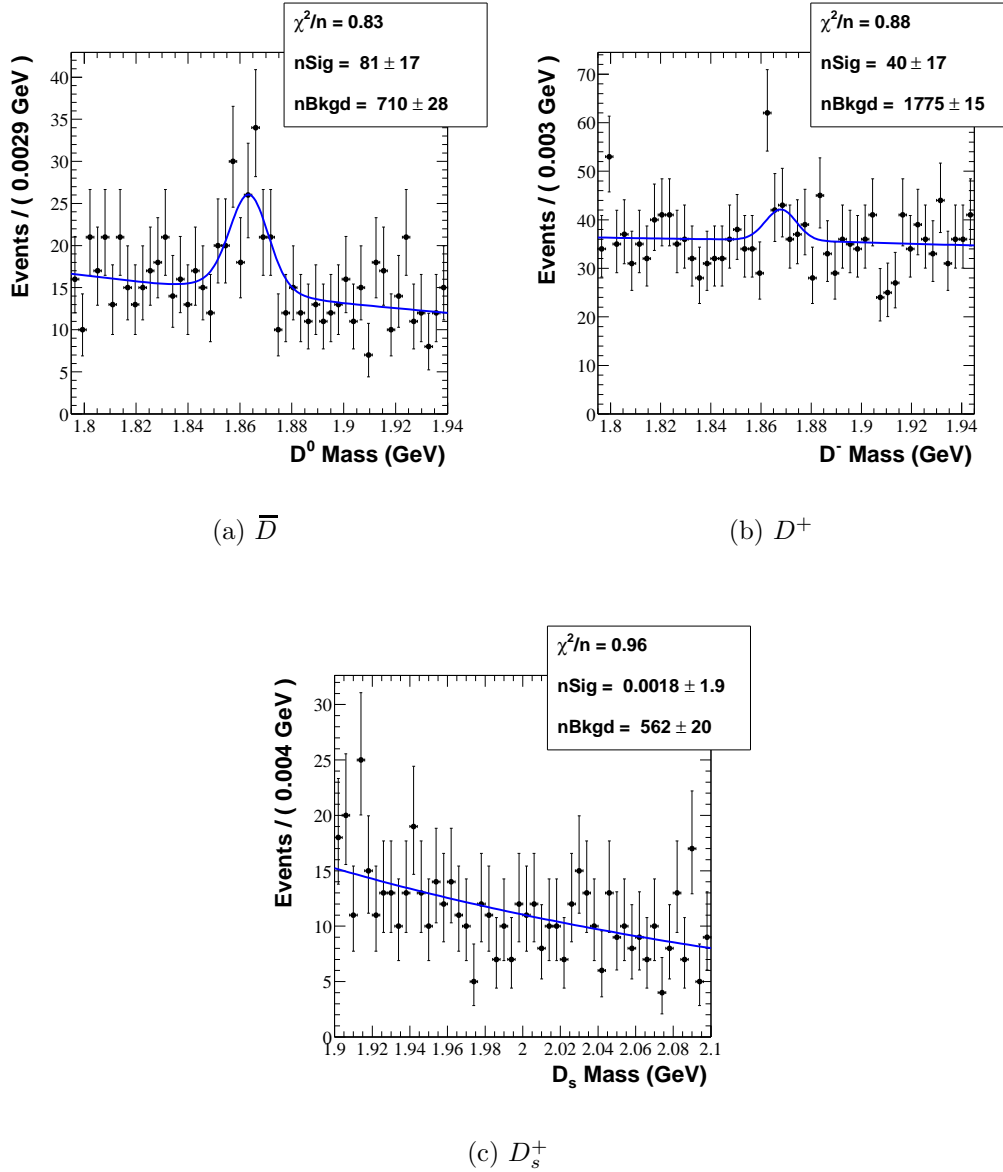 χ²/n = 0.83
nSig = 81 ± 17
nBkgd = 710 ± 28
Events / ( 0.0029 GeV )
40
35
30
25
20
15
10
5
0
1.8 1.82 1.84 1.86 1.88 1.9 1.92 1.94
D⁰ Mass (GeV)
(a) D̅
χ²/n = 0.88
nSig = 40 ± 17
nBkgd = 1775 ± 15
Events / ( 0.003 GeV )
70
60
50
40
30
20
10
0
1.8 1.82 1.84 1.86 1.88 1.9 1.92 1.94
D⁻ Mass (GeV)
(b) D⁺
χ²/n = 0.96
nSig = 0.0018 ± 1.9
nBkgd = 562 ± 20
Events / ( 0.004 GeV )
30
25
20
15
10
5
0
1.9 1.92 1.94 1.96 1.98 2 2.02 2.04 2.06 2.08 2.1
Dₛ Mass (GeV)
(c) Dₛ⁺